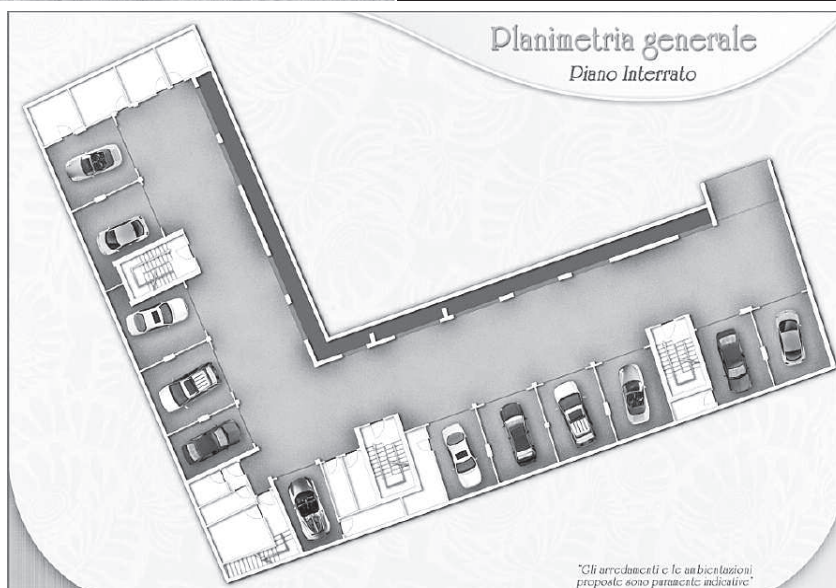 Planimetria generale
Piano Interrato
"Gli arredamenti e le ambientazioni
proposte sono puramente indicative"